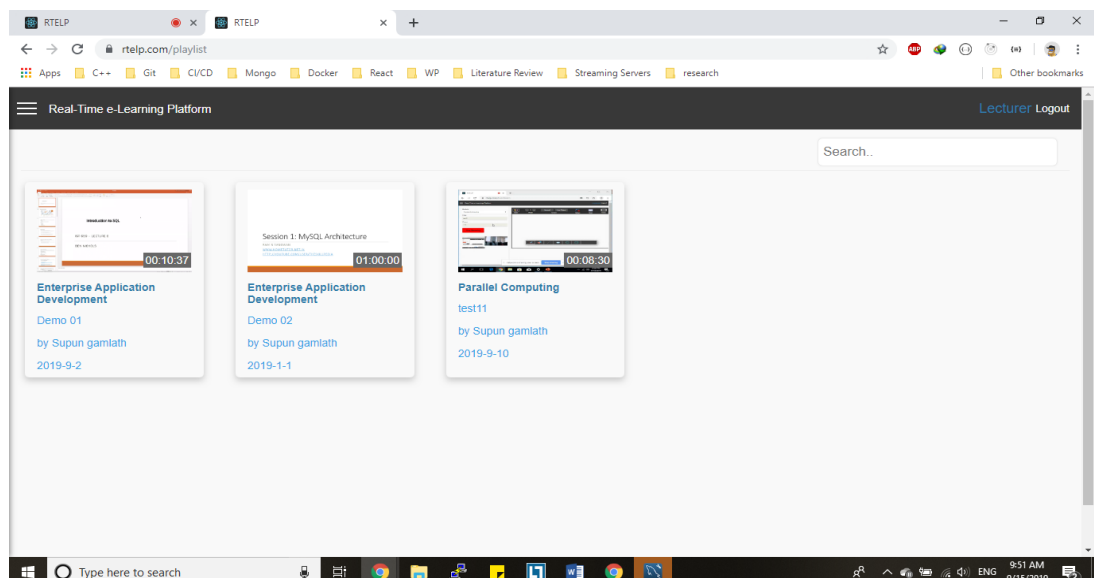 RTELP
RTELP
rtelp.com/playlist
ABP
Apps C++ Git CI/CD Mongo Docker React WP Literature Review Streaming Servers research Other bookmarks
Real-Time e-Learning Platform
Lecturer Logout
Search..
00:10:37
Enterprise Application
Development
Demo 01
by Supun gamlath
2019-9-2
Session 1: MySQL Architecture
01:00:00
Enterprise Application
Development
Demo 02
by Supun gamlath
2019-1-1
00:08:30
Parallel Computing
test11
by Supun gamlath
2019-9-10
Type here to search
ENG
9:51 AM
9/15/2019